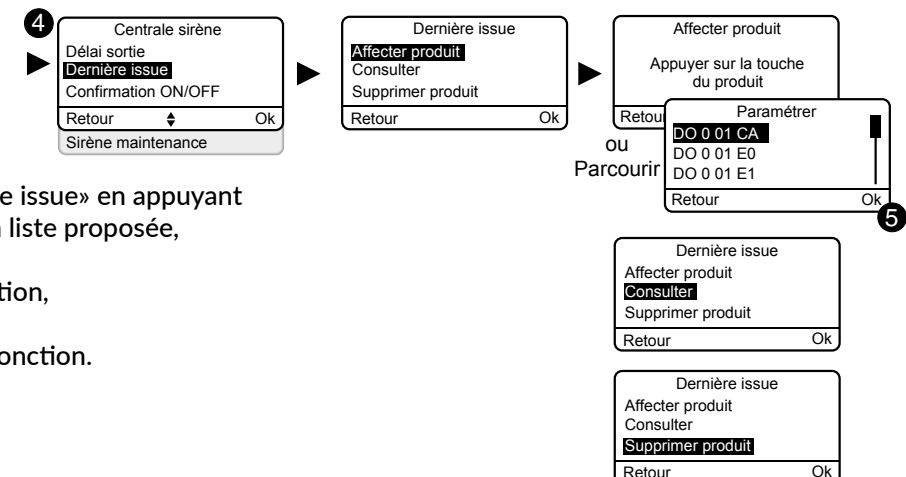 4
Centrale sirène
Délai sortie
Dernière issue
Confirmation ON/OFF
Retour Ok
Sirène maintenance
Dernière issue
Affecter produit
Consulter
Supprimer produit
Retour Ok
Affecter produit
Appuyer sur la touche
du produit
Retour
ou
Parcourir
Paramétrer
DO 0 01 CA
DO 0 01 E0
DO 0 01 E1
Retour Ok
5
e issue» en appuyant
liste proposée,
tion,
onction.
Dernière issue
Affecter produit
Consulter
Supprimer produit
Retour Ok
Dernière issue
Affecter produit
Consulter
Supprimer produit
Retour Ok